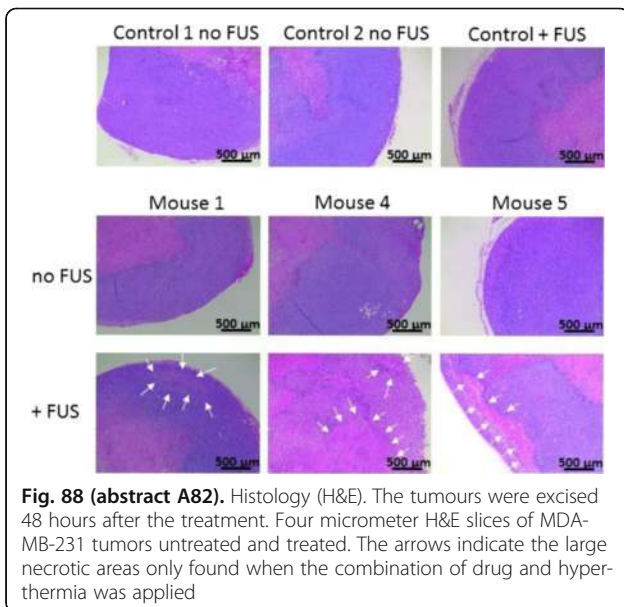 Control 1 no FUS Control 2 no FUS Control + FUS
500 µm 500 µm 500 µm
Mouse 1 Mouse 4 Mouse 5
no FUS
500 µm 500 µm 500 µm
+ FUS
500 µm 500 µm 500 µm
Fig. 88 (abstract A82). Histology (H&E). The tumours were excised
48 hours after the treatment. Four micrometer H&E slices of MDA-
MB-231 tumors untreated and treated. The arrows indicate the large
necrotic areas only found when the combination of drug and hyper-
thermia was applied